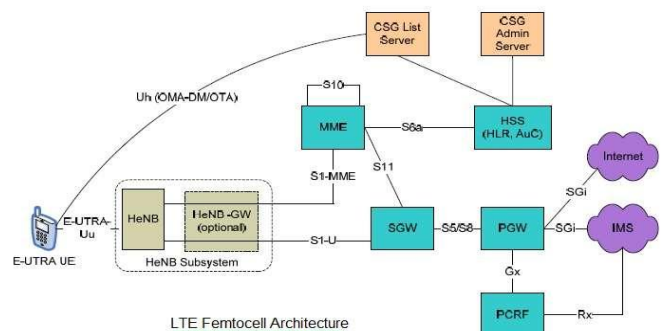 CSG List
Server
CSG
Admin
Server
Uh (OMA-DM/OTA)
S10
MME
S6a
HSS
(HLR, AuC)
Internet
S1-MME
S11
SGi
E-UTRA-
Uu
HeNB
HeNB-GW
(optional)
S1-U
SGW
S5/S8
PGW
SGi
IMS
E-UTRA UE
HeNB Subsystem
Gx
PCRF
Rx
LTE Femtocell Architecture